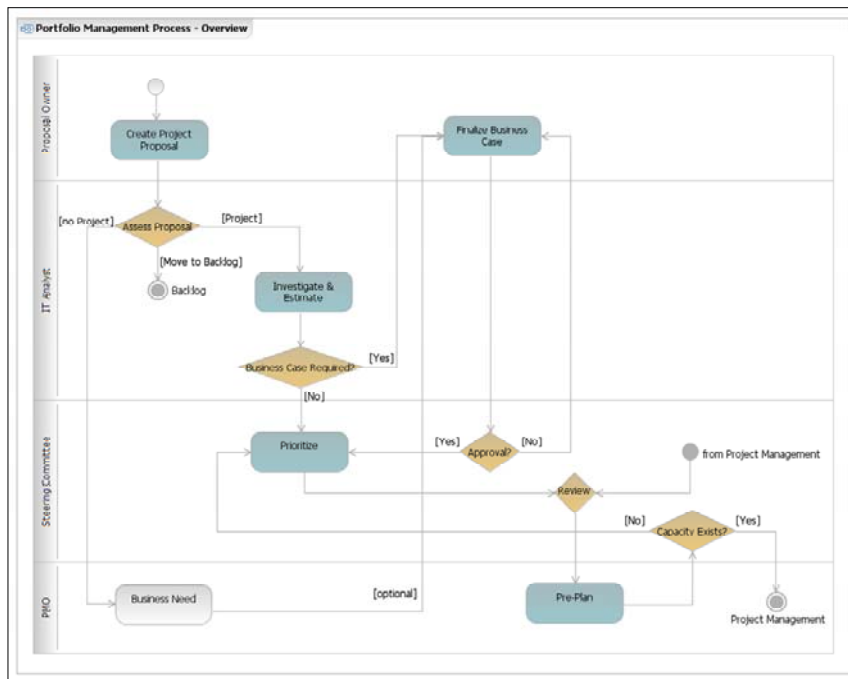 Portfolio Management Process - Overview
Proposal Owner
Create Project
Proposal
Finalize Business
Case
IT Analyst
[no Project]
Assess Proposal
[Project]
[Move to Backlog]
Backlog
Investigate &
Estimate
Business Case Required?
[Yes]
[No]
Steering Committee
Prioritize
[Yes]
Approval?
[No]
from Project Management
Review
[No]
Capacity Exists?
[Yes]
PMO
Business Need
[optional]
Pre-Plan
Project Management